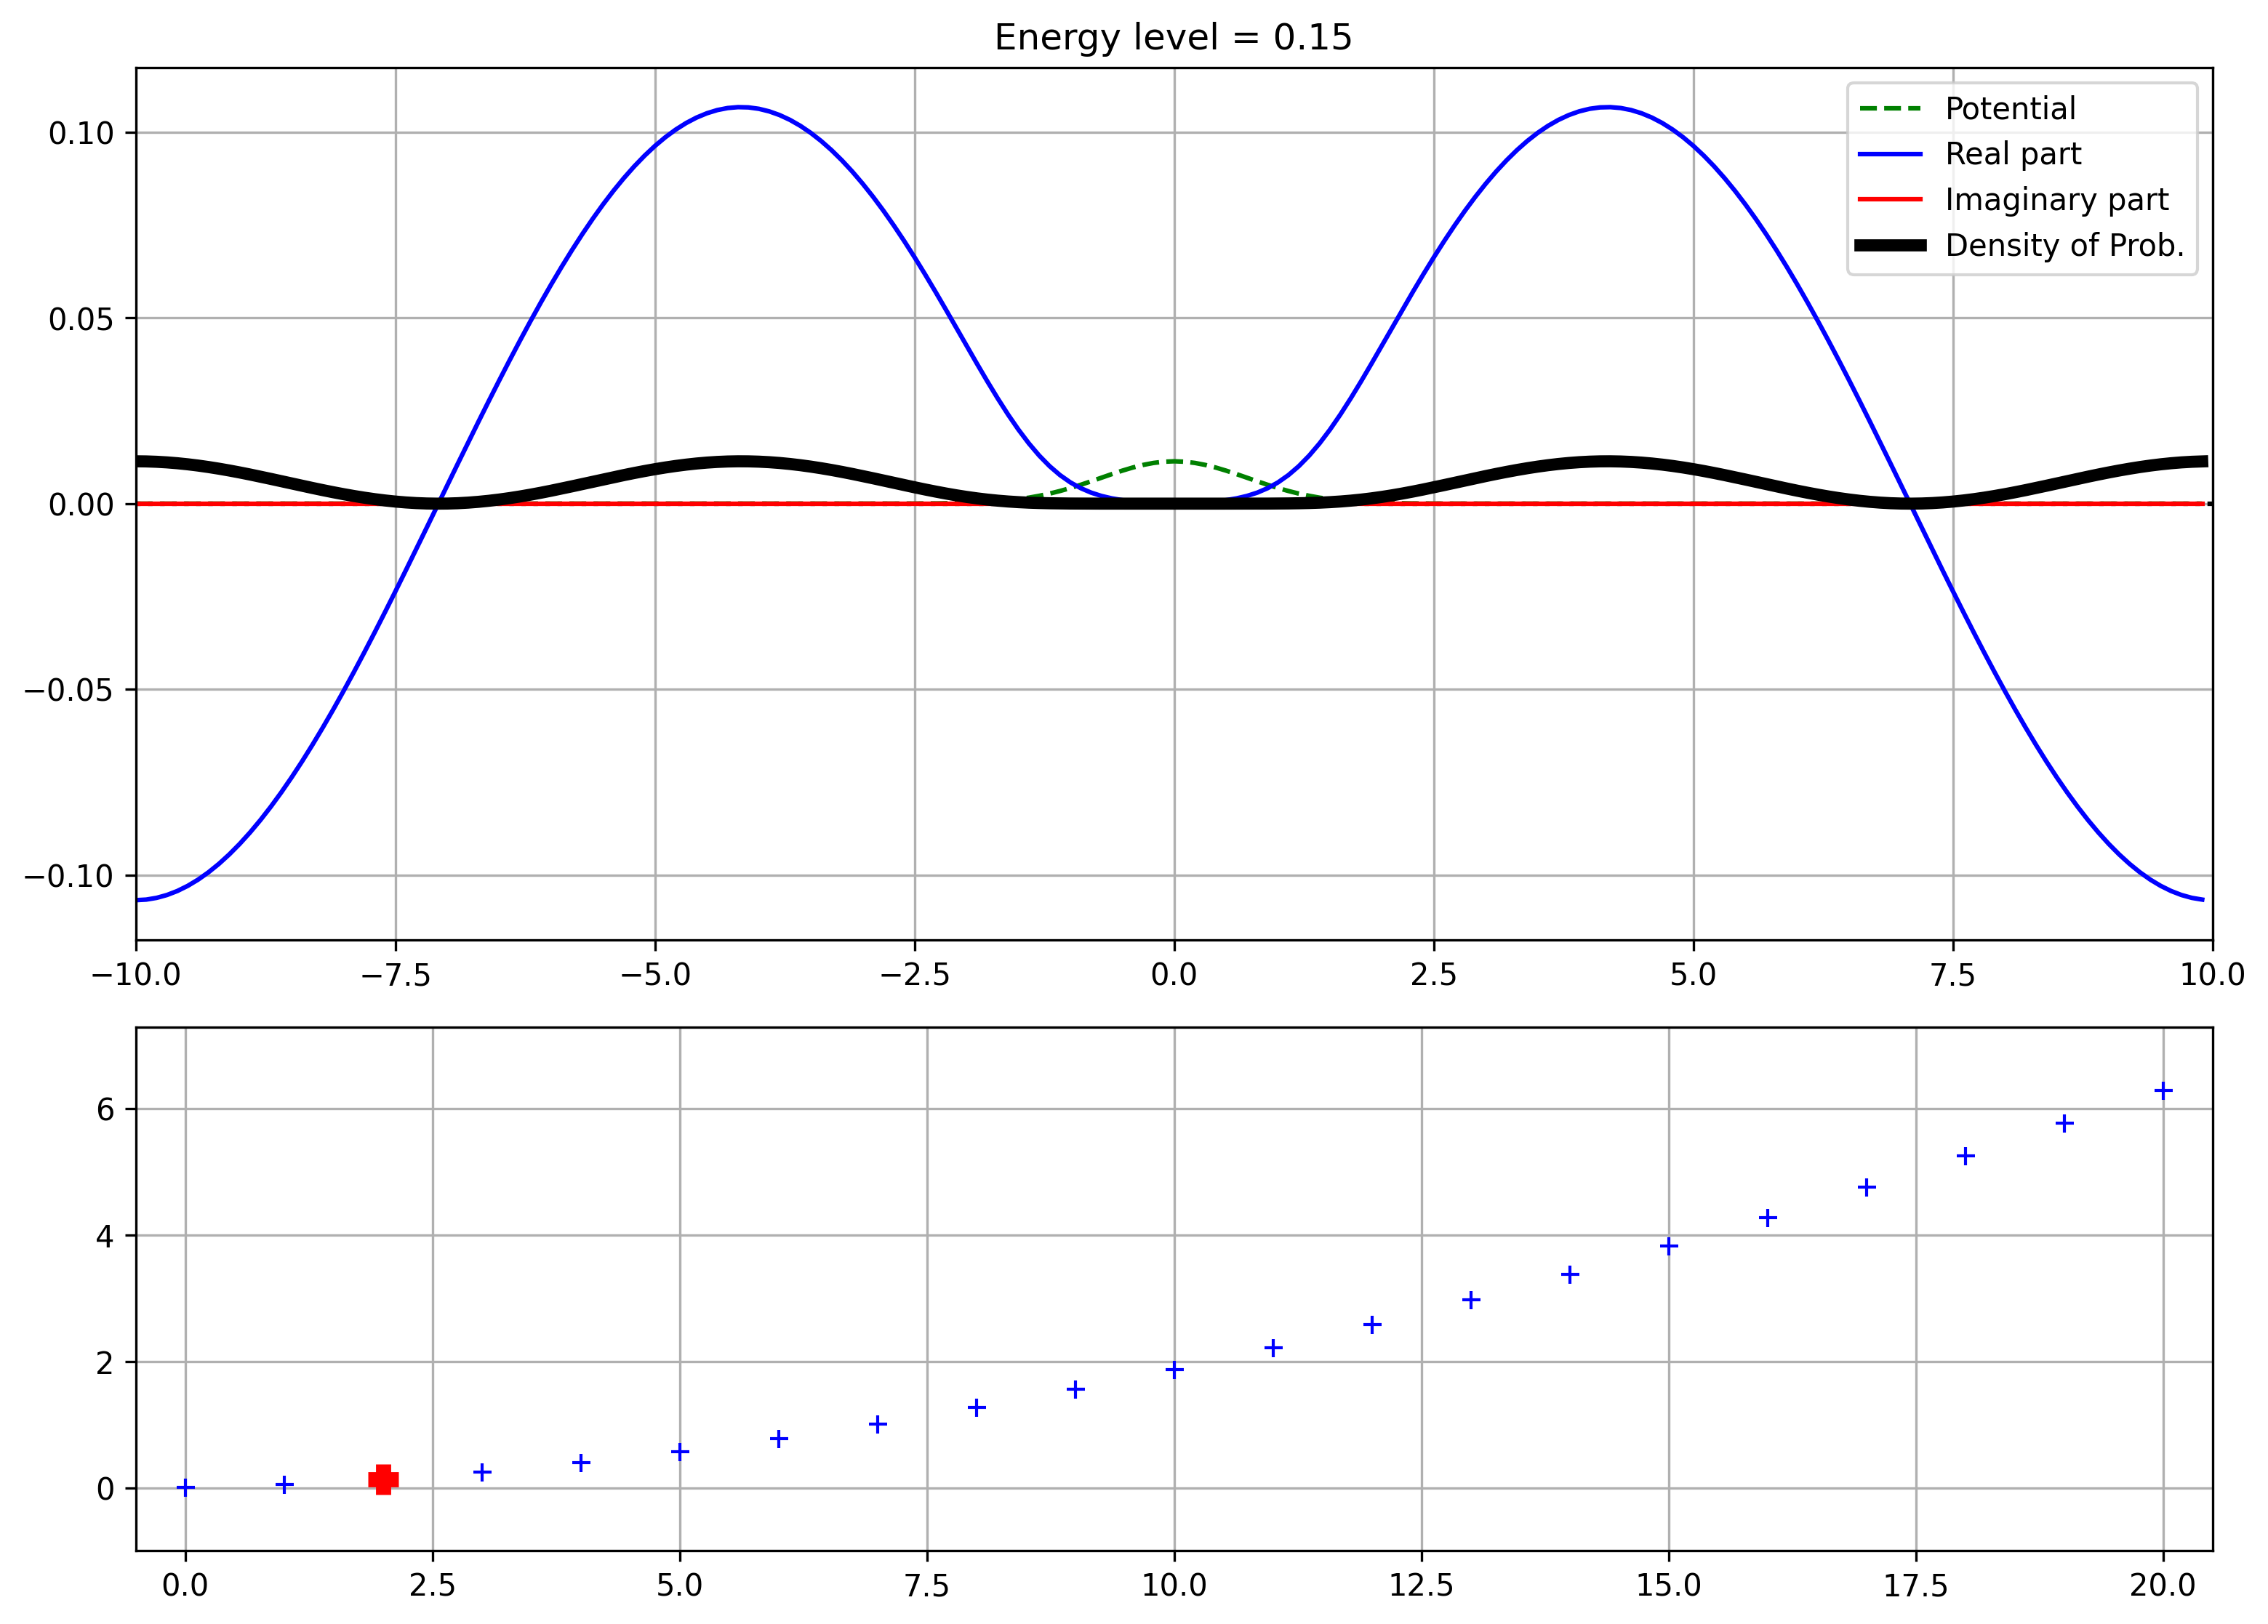 Energy level = 0.15
Potential
Real part
Imaginary part
Density of Prob.
0.10
0.05
0.00
−0.05
−0.10
−10.0 −7.5 −5.0 −2.5 0.0 2.5 5.0 7.5 10.0
6
4
2
0
0.0 2.5 5.0 7.5 10.0 12.5 15.0 17.5 20.0